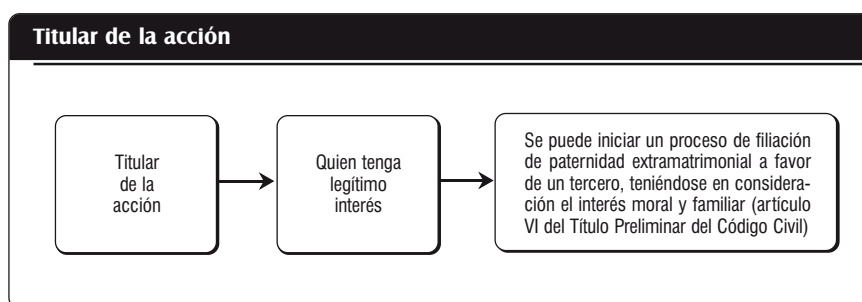 Titular de la acción
Titular
de la
acción
Quien tenga
legítimo
interés
Se puede iniciar un proceso de filiación
de paternidad extramatrimonial a favor
de un tercero, teniéndose en considera-
ción el interés moral y familiar (artículo
VI del Título Preliminar del Código Civil)